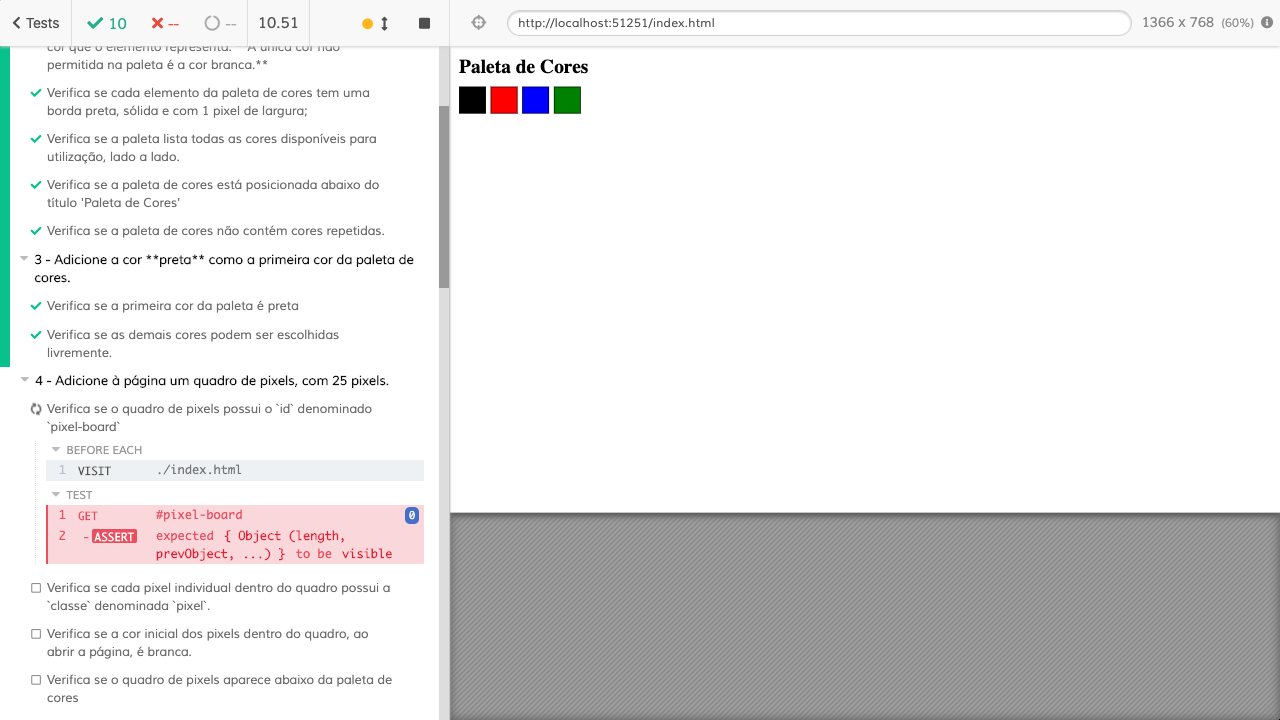 Tests
10
--
--
10.51
http://localhost:51251/index.html
1366 x 768 (60%)
cor que o elemento representa. **A única cor não
permitida na paleta é a cor branca.**
Verifica se cada elemento da paleta de cores tem uma
borda preta, sólida e com 1 pixel de largura;
Verifica se a paleta lista todas as cores disponíveis para
utilização, lado a lado.
Verifica se a paleta de cores está posicionada abaixo do
título 'Paleta de Cores'
Verifica se a paleta de cores não contém cores repetidas.
3 - Adicione a cor **preta** como a primeira cor da paleta de
cores.
Verifica se a primeira cor da paleta é preta
Verifica se as demais cores podem ser escolhidas
livremente.
4 - Adicione à página um quadro de pixels, com 25 pixels.
Verifica se o quadro de pixels possui o `id` denominado
`pixel-board`
BEFORE EACH
1 VISIT ./index.html
TEST
1 GET #pixel-board 0
2 -ASSERT expected { Object (length,
prevObject, ...) } to be visible
Verifica se cada pixel individual dentro do quadro possui a
`classe` denominada `pixel`.
Verifica se a cor inicial dos pixels dentro do quadro, ao
abrir a página, é branca.
Verifica se o quadro de pixels aparece abaixo da paleta de
cores
Paleta de Cores